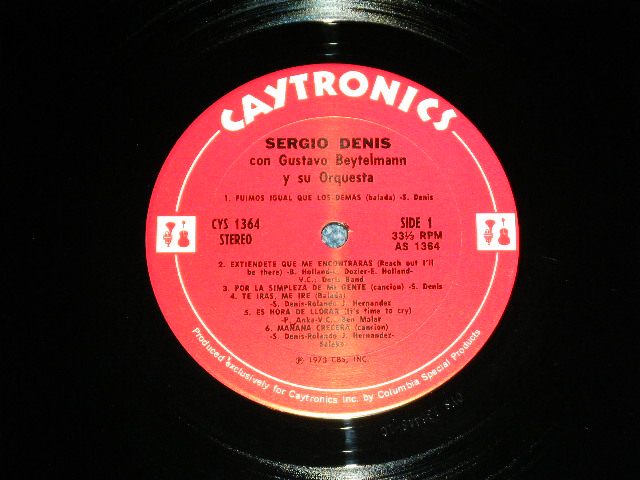 CAYTRONICS
SERGIO DENIS
con Gustavo Beytelmann
y su Orquesta
1. FUIMOS IGUAL QUE LOS DEMAS (balada) -S. Denis
CYS 1364
STEREO
SIDE 1
33⅓ RPM
AS 1364
2. EXTIENDETE QUE ME ENCONTRARAS (Reach out I'll
be there) -B. Holland-L. Dozier-E. Holland-
V.C.: Denis Band
3. POR LA SIMPLEZA DE MI GENTE (cancion) -S. Denis
4. TE IRAS, ME IRE (Balada)
-S. Denis-Rolando J. Hernandez
5. ES HORA DE LLORAR (It's time to cry)
-P. Anka-V.C.: Ben Molar
6. MAÑANA CRECERA (cancion)
-S. Denis-Rolando J. Hernandez-
℗ 1973 CBS, INC.
Produced exclusively for Caytronics Inc. by Columbia Special Products